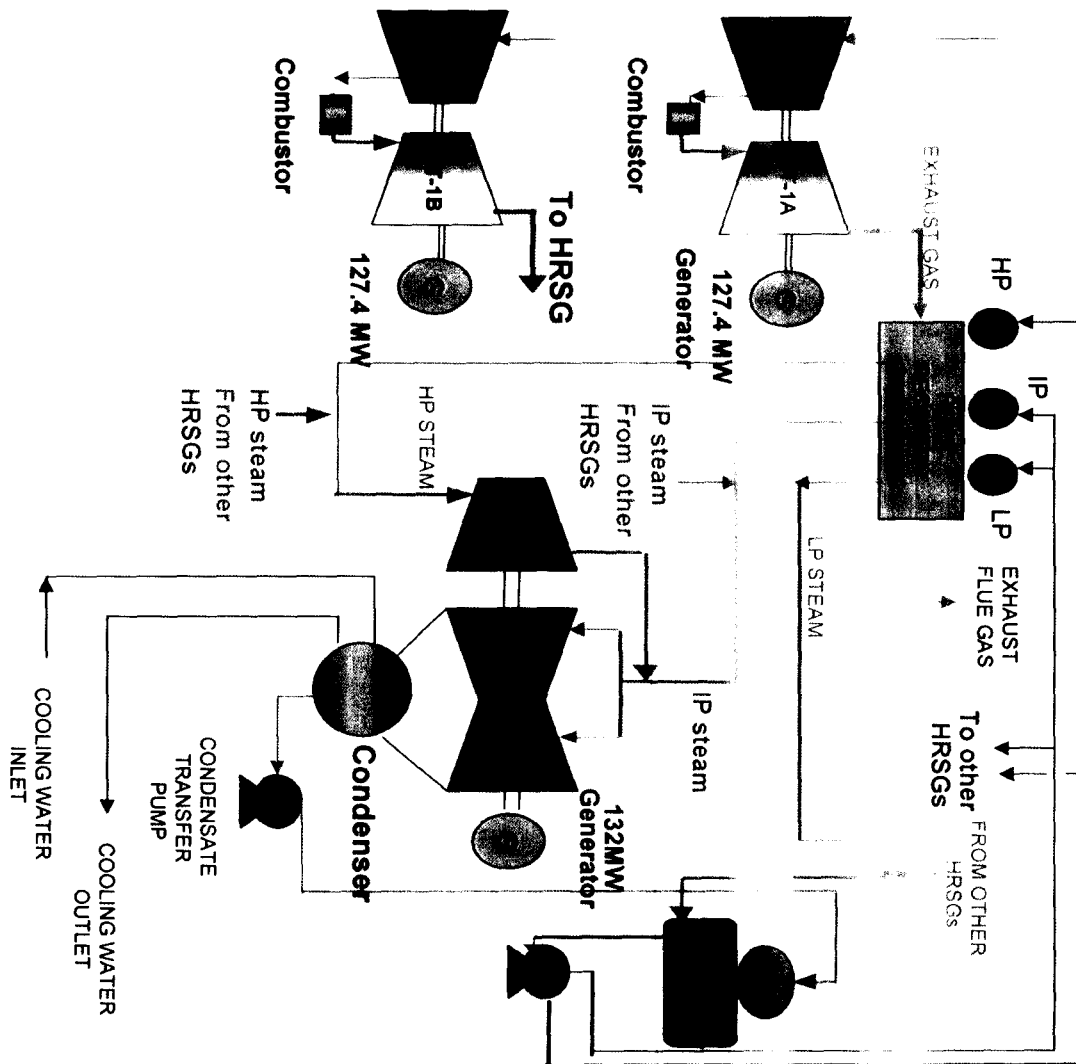 HP
IP
LP
EXHAUST GAS
EXHAUST
FLUE GAS
To other
HRSGs
FROM OTHER
HRSGs
LP STEAM
-1A
127.4 MW
Generator
Combustor
IP steam
IP steam
From other
HRSGs
132MW
Generator
To HRSG
-1B
127.4 MW
Combustor
HP STEAM
HP steam
From other
HRSGs
Condenser
CONDENSATE
TRANSFER
PUMP
COOLING WATER
OUTLET
COOLING WATER
INLET